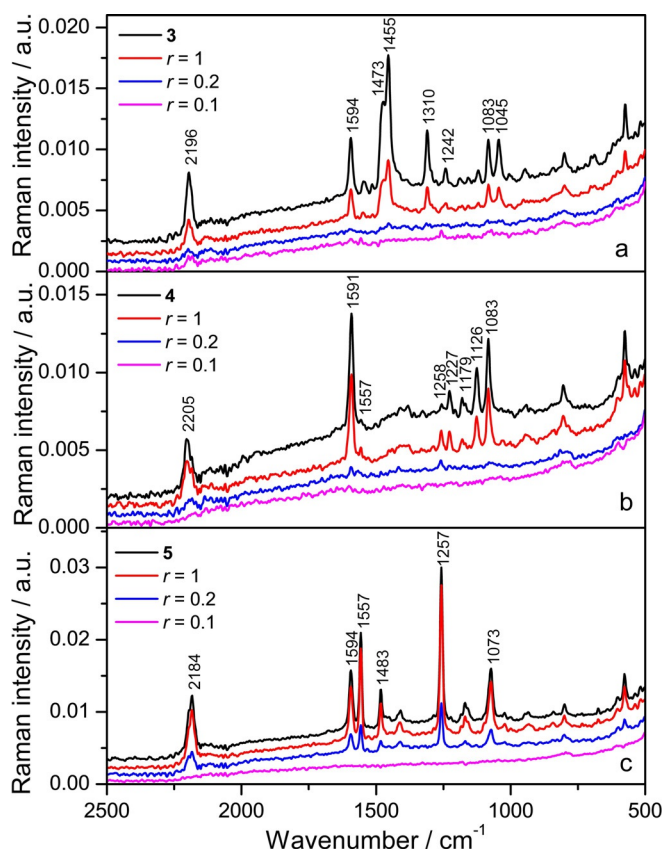 0.020
0.015
0.010
0.005
0.000
Raman intensity / a.u.
3
r = 1
r = 0.2
r = 0.1
2196
1594
1473
1455
1310
1242
1083
1045
a
0.015
0.010
0.005
0.000
Raman intensity / a.u.
4
r = 1
r = 0.2
r = 0.1
2205
1591
1557
1258
1227
1179
1126
1083
b
0.03
0.02
0.01
0.00
Raman intensity / a.u.
5
r = 1
r = 0.2
r = 0.1
2184
1594
1557
1483
1257
1073
c
2500 2000 1500 1000 500
Wavenumber / cm⁻¹